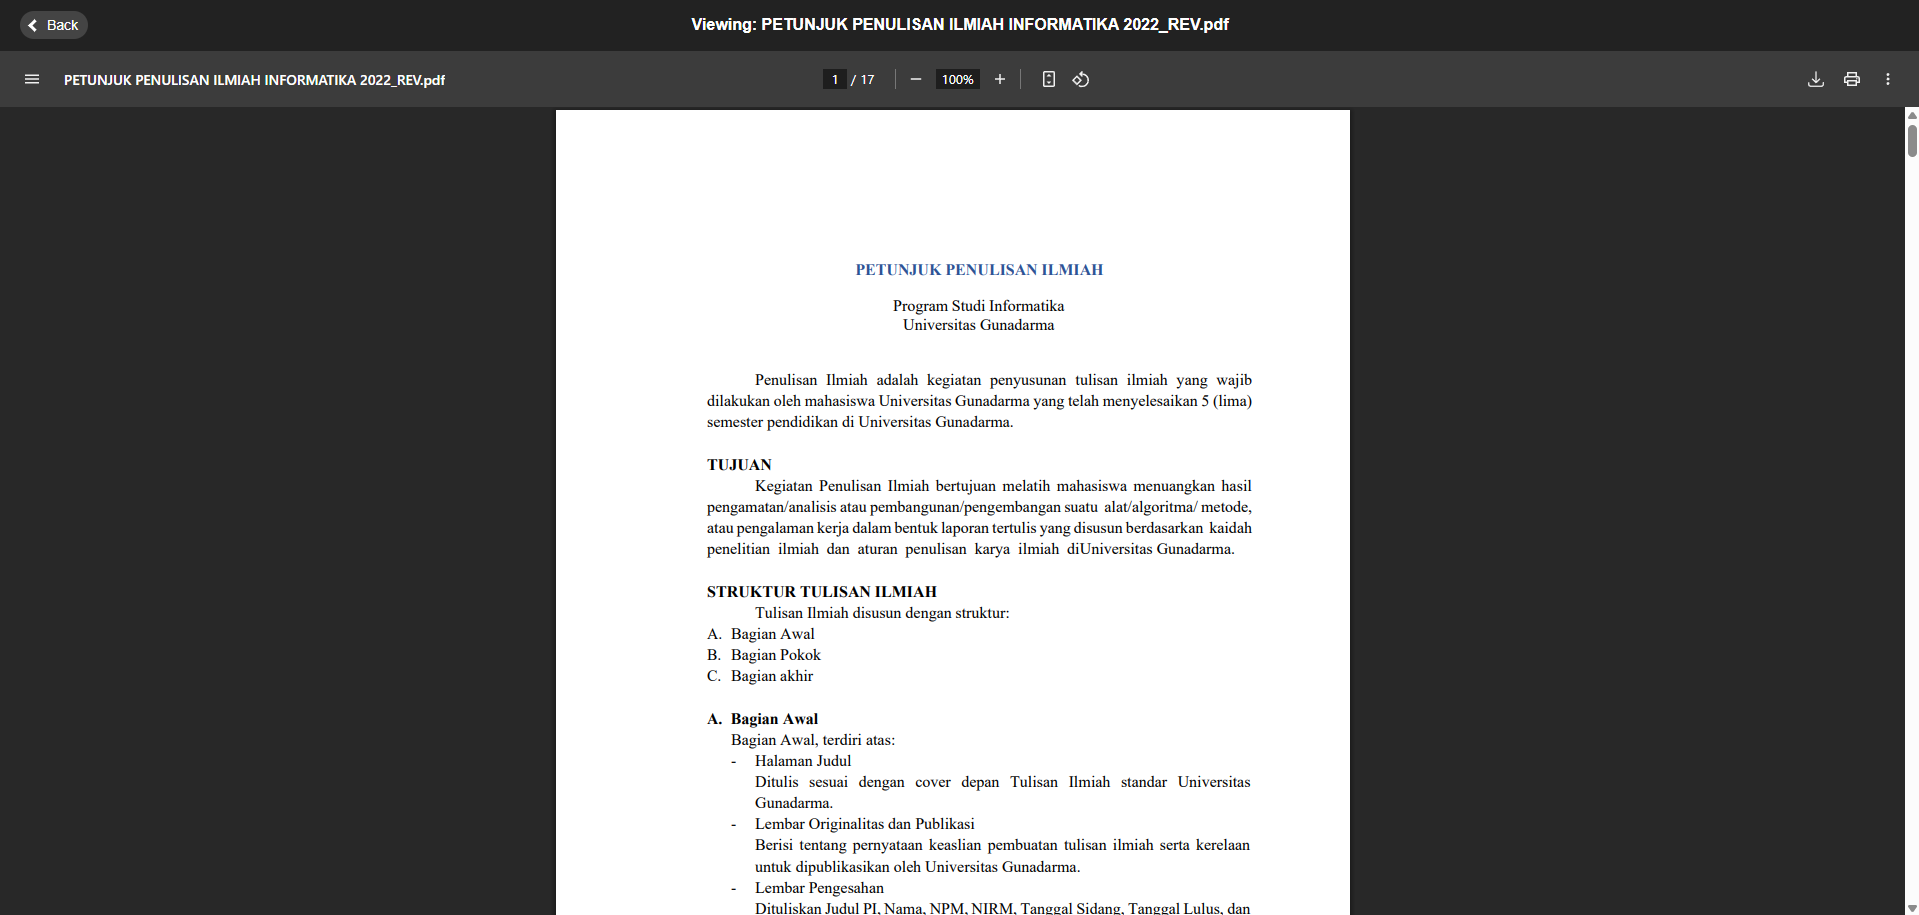 Back
Viewing: PETUNJUK PENULISAN ILMIAH INFORMATIKA 2022_REV.pdf
PETUNJUK PENULISAN ILMIAH INFORMATIKA 2022_REV.pdf
1 / 17
100%
PETUNJUK PENULISAN ILMIAH
Program Studi Informatika
Universitas Gunadarma
Penulisan Ilmiah adalah kegiatan penyusunan tulisan ilmiah yang wajib
dilakukan oleh mahasiswa Universitas Gunadarma yang telah menyelesaikan 5 (lima)
semester pendidikan di Universitas Gunadarma.
TUJUAN
Kegiatan Penulisan Ilmiah bertujuan melatih mahasiswa menuangkan hasil
pengamatan/analisis atau pembangunan/pengembangan suatu alat/algoritma/ metode,
atau pengalaman kerja dalam bentuk laporan tertulis yang disusun berdasarkan kaidah
penelitian ilmiah dan aturan penulisan karya ilmiah diUniversitas Gunadarma.
STRUKTUR TULISAN ILMIAH
Tulisan Ilmiah disusun dengan struktur:
A. Bagian Awal
B. Bagian Pokok
C. Bagian akhir
A. Bagian Awal
Bagian Awal, terdiri atas:
- Halaman Judul
Ditulis sesuai dengan cover depan Tulisan Ilmiah standar Universitas
Gunadarma.
- Lembar Originalitas dan Publikasi
Berisi tentang pernyataan keaslian pembuatan tulisan ilmiah serta kerelaan
untuk dipublikasikan oleh Universitas Gunadarma.
- Lembar Pengesahan
Dituliskan Judul PI, Nama, NPM, NIRM, Tanggal Sidang, Tanggal Lulus, dan